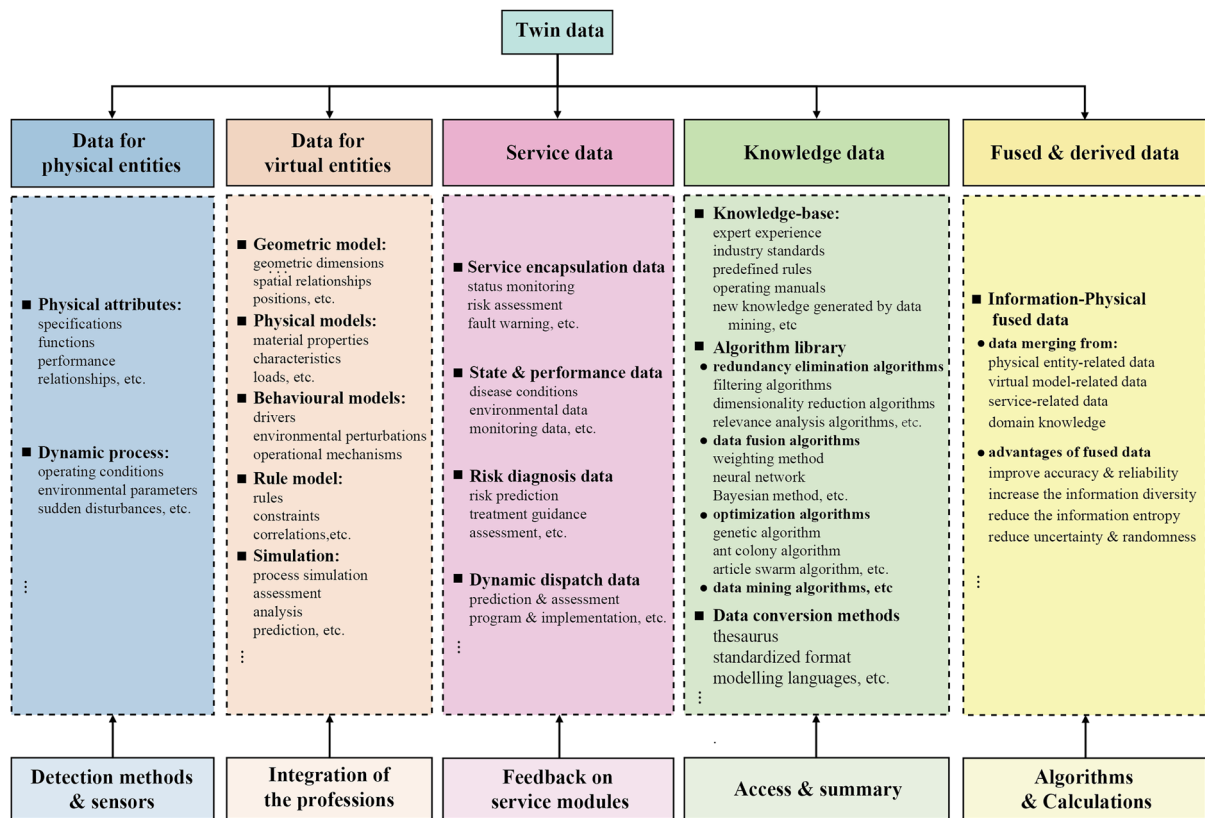 Twin data
Data for
physical entities
Data for
virtual entities
Service data
Knowledge data
Fused & derived data
■ Physical attributes:
specifications
functions
performance
relationships, etc.
■ Dynamic process:
operating conditions
environmental parameters
sudden disturbances, etc.
⋮
■ Geometric model:
geometric dimensions
spatial relationships
positions, etc.
■ Physical models:
material properties
characteristics
loads, etc.
■ Behavioural models:
drivers
environmental perturbations
operational mechanisms
■ Rule model:
rules
constraints
correlations,etc.
■ Simulation:
process simulation
assessment
analysis
prediction, etc.
⋮
■ Service encapsulation data
status monitoring
risk assessment
fault warning, etc.
■ State & performance data
disease conditions
environmental data
monitoring data, etc.
■ Risk diagnosis data
risk prediction
treatment guidance
assessment, etc.
■ Dynamic dispatch data
prediction & assessment
program & implementation, etc.
⋮
■ Knowledge-base:
expert experience
industry standards
predefined rules
operating manuals
new knowledge generated by data
mining, etc
■ Algorithm library
● redundancy elimination algorithms
filtering algorithms
dimensionality reduction algorithms
relevance analysis algorithms, etc.
● data fusion algorithms
weighting method
neural network
Bayesian method, etc.
● optimization algorithms
genetic algorithm
ant colony algorithm
article swarm algorithm, etc.
● data mining algorithms, etc
■ Data conversion methods
thesaurus
standardized format
modelling languages, etc.
⋮
■ Information-Physical
fused data
● data merging from:
physical entity-related data
virtual model-related data
service-related data
domain knowledge
● advantages of fused data
improve accuracy & reliability
increase the information diversity
reduce the information entropy
reduce uncertainty & randomness
⋮
Detection methods
& sensors
Integration of
the professions
Feedback on
service modules
Access & summary
Algorithms
& Calculations